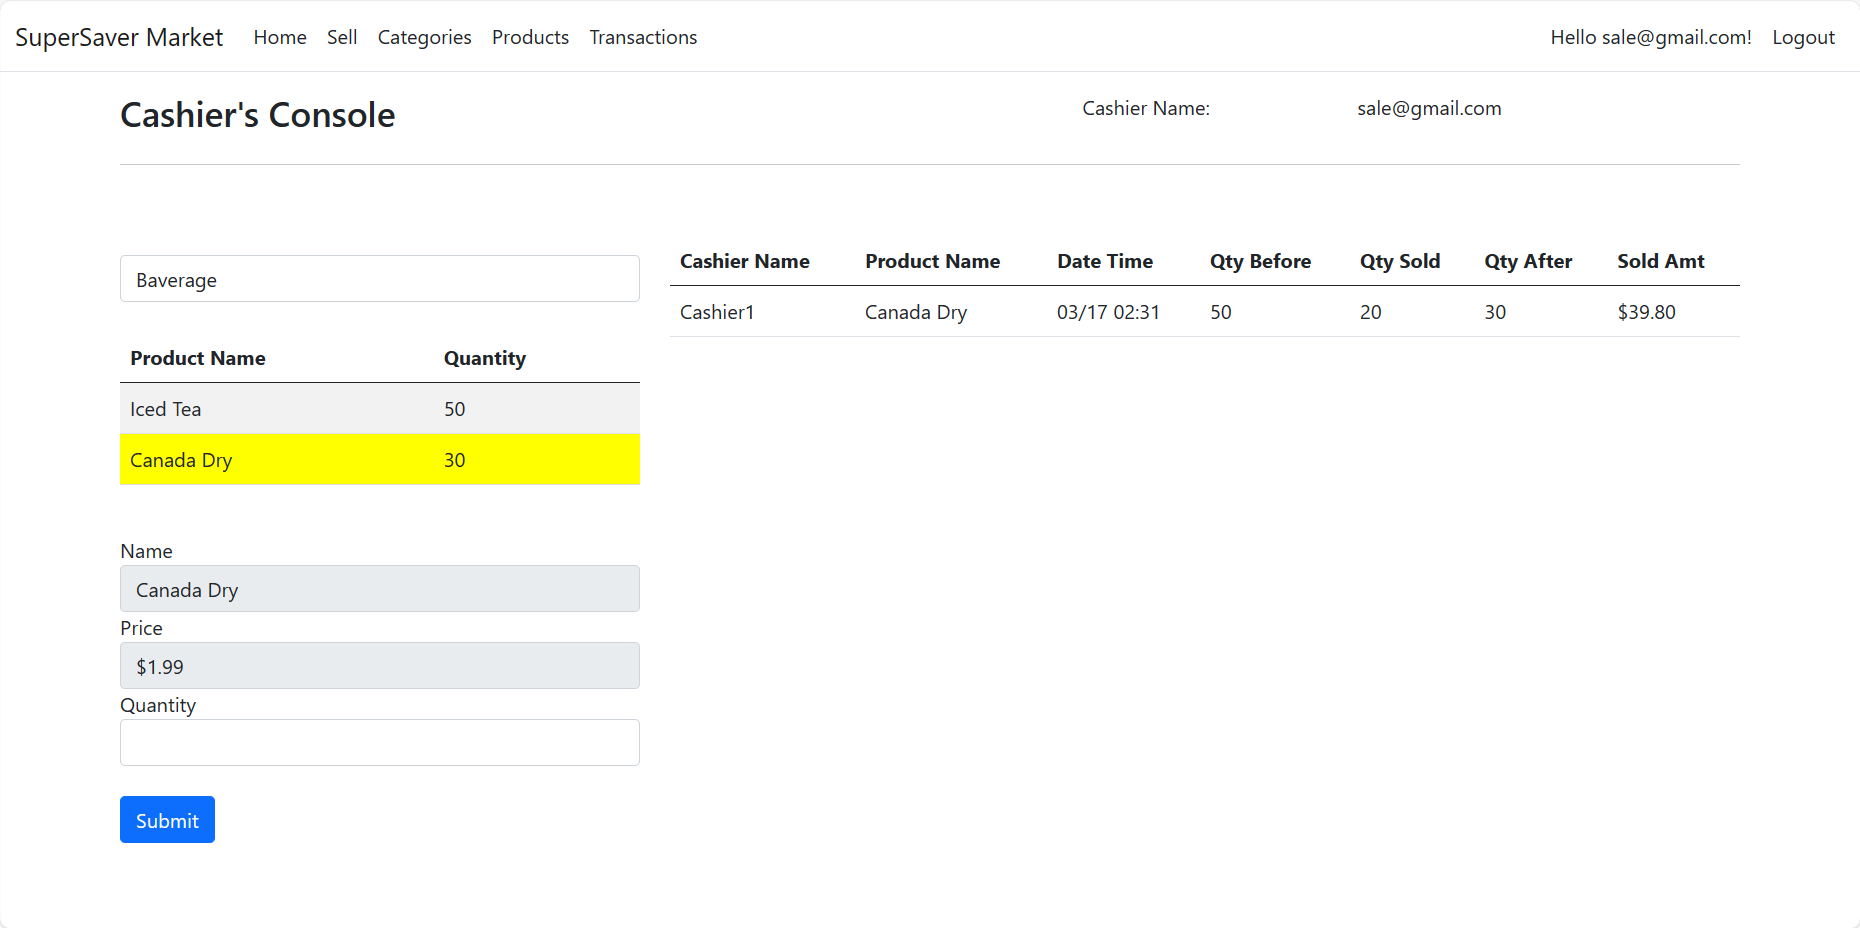 SuperSaver Market Home Sell Categories Products Transactions Hello sale@gmail.com! Logout
Cashier's Console Cashier Name: sale@gmail.com
Baverage
Product Name Quantity
Iced Tea 50
Canada Dry 30
Name
Canada Dry
Price
$1.99
Quantity
Submit
Cashier Name Product Name Date Time Qty Before Qty Sold Qty After Sold Amt
Cashier1 Canada Dry 03/17 02:31 50 20 30 $39.80